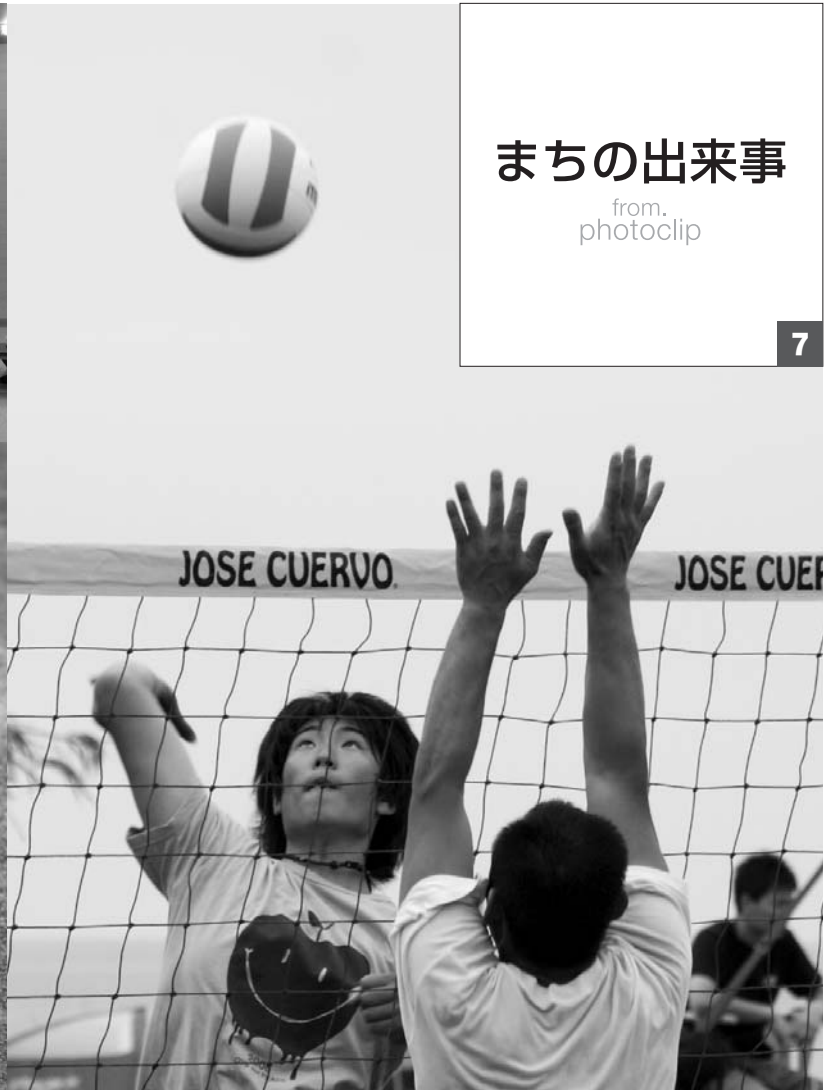 まちの出来事
from.
photoclip
7
JOSE CUERVO
JOSE CUER